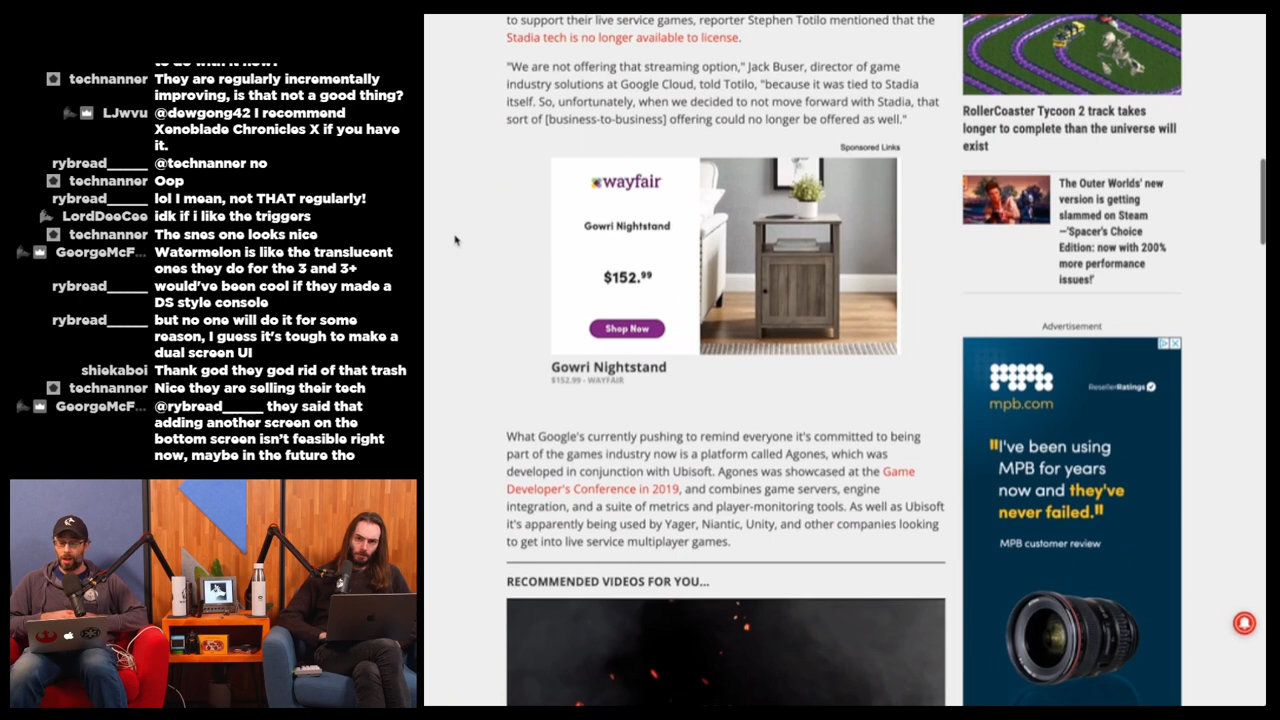 to do with it now?
technanner They are regularly incrementally
improving, is that not a good thing?
LJwvu @dewgong42 I recommend
Xenoblade Chronicles X if you have
it.
rybread_____ @technanner no
technanner Oop
rybread_____ lol I mean, not THAT regularly!
LordDeeCee idk if i like the triggers
technanner The snes one looks nice
GeorgeMcF... Watermelon is like the translucent
ones they do for the 3 and 3+
rybread_____ would've been cool if they made a
DS style console
rybread_____ but no one will do it for some
reason, I guess it's tough to make a
dual screen UI
shiekaboi Thank god they god rid of that trash
technanner Nice they are selling their tech
GeorgeMcF... @rybread_____ they said that
adding another screen on the
bottom screen isn't feasible right
now, maybe in the future tho
to support their live service games, reporter Stephen Totilo mentioned that the
Stadia tech is no longer available to license.
"We are not offering that streaming option," Jack Buser, director of game
industry solutions at Google Cloud, told Totilo, "because it was tied to Stadia
itself. So, unfortunately, when we decided to not move forward with Stadia, that
sort of [business-to-business] offering could no longer be offered as well."
Sponsored Links
wayfair
Gowri Nightstand
$152.99
Shop Now
Gowri Nightstand
$152.99 - WAYFAIR
What Google's currently pushing to remind everyone it's committed to being
part of the games industry now is a platform called Agones, which was
developed in conjunction with Ubisoft. Agones was showcased at the Game
Developer's Conference in 2019, and combines game servers, engine
integration, and a suite of metrics and player-monitoring tools. As well as Ubisoft
it's apparently being used by Yager, Niantic, Unity, and other companies looking
to get into live service multiplayer games.
RECOMMENDED VIDEOS FOR YOU...
RollerCoaster Tycoon 2 track takes
longer to complete than the universe will
exist
The Outer Worlds' new
version is getting
slammed on Steam
—'Spacer's Choice
Edition: now with 200%
more performance
issues!'
Advertisement
mpb.com
ResellerRatings
"I've been using
MPB for years
now and they've
never failed."
MPB customer review